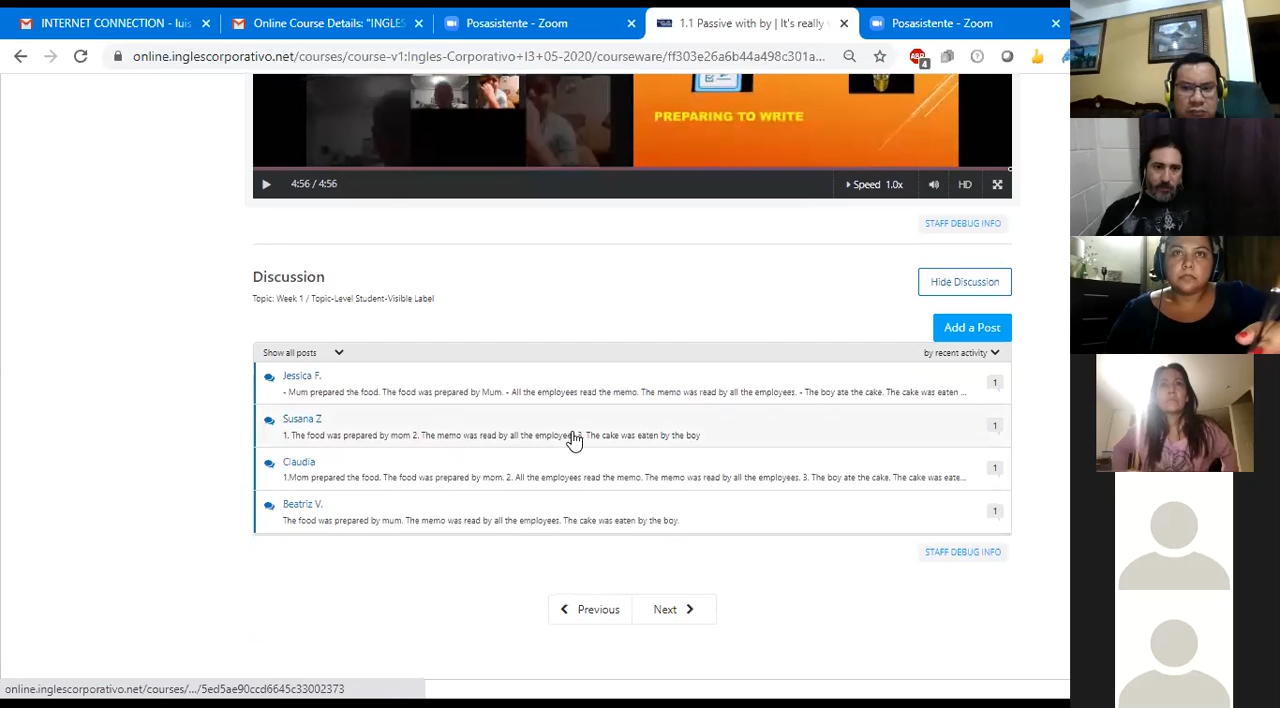 INTERNET CONNECTION - luis
Online Course Details: "INGLES
Posasistente - Zoom
1.1 Passive with by | It's really
Posasistente - Zoom
online.inglescorporativo.net/courses/course-v1:Ingles-Corporativo+I3+05-2020/courseware/ff303e26a6b44a498c301a...
4
PREPARING TO WRITE
4:56 / 4:56
Speed 1.0x
HD
STAFF DEBUG INFO
Discussion
Hide Discussion
Topic: Week 1 / Topic-Level Student-Visible Label
Add a Post
Show all posts
by recent activity
Jessica F.
- Mum prepared the food. The food was prepared by Mum. - All the employees read the memo. The memo was read by all the employees. - The boy ate the cake. The cake was eaten ...
1
Susana Z
1. The food was prepared by mom 2. The memo was read by all the employees 3. The cake was eaten by the boy
1
Claudia
1.Mom prepared the food. The food was prepared by mom. 2. All the employees read the memo. The memo was read by all the employees. 3. The boy ate the cake. The cake was eate...
1
Beatriz V.
The food was prepared by mum. The memo was read by all the employees. The cake was eaten by the boy.
1
STAFF DEBUG INFO
Previous
Next
online.inglescorporativo.net/courses/.../5ed5ae90ccd6645c33002373